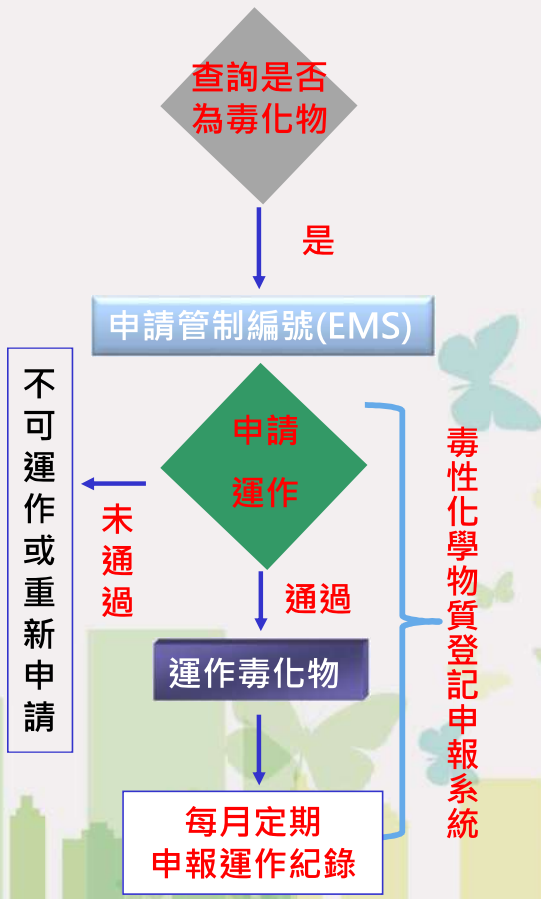 查詢是否
為毒化物
是
申請管制編號(EMS)
申請
運作
未通過
不可運作或重新申請
通過
運作毒化物
每月定期
申報運作紀錄
毒性化學物質登記申報系統